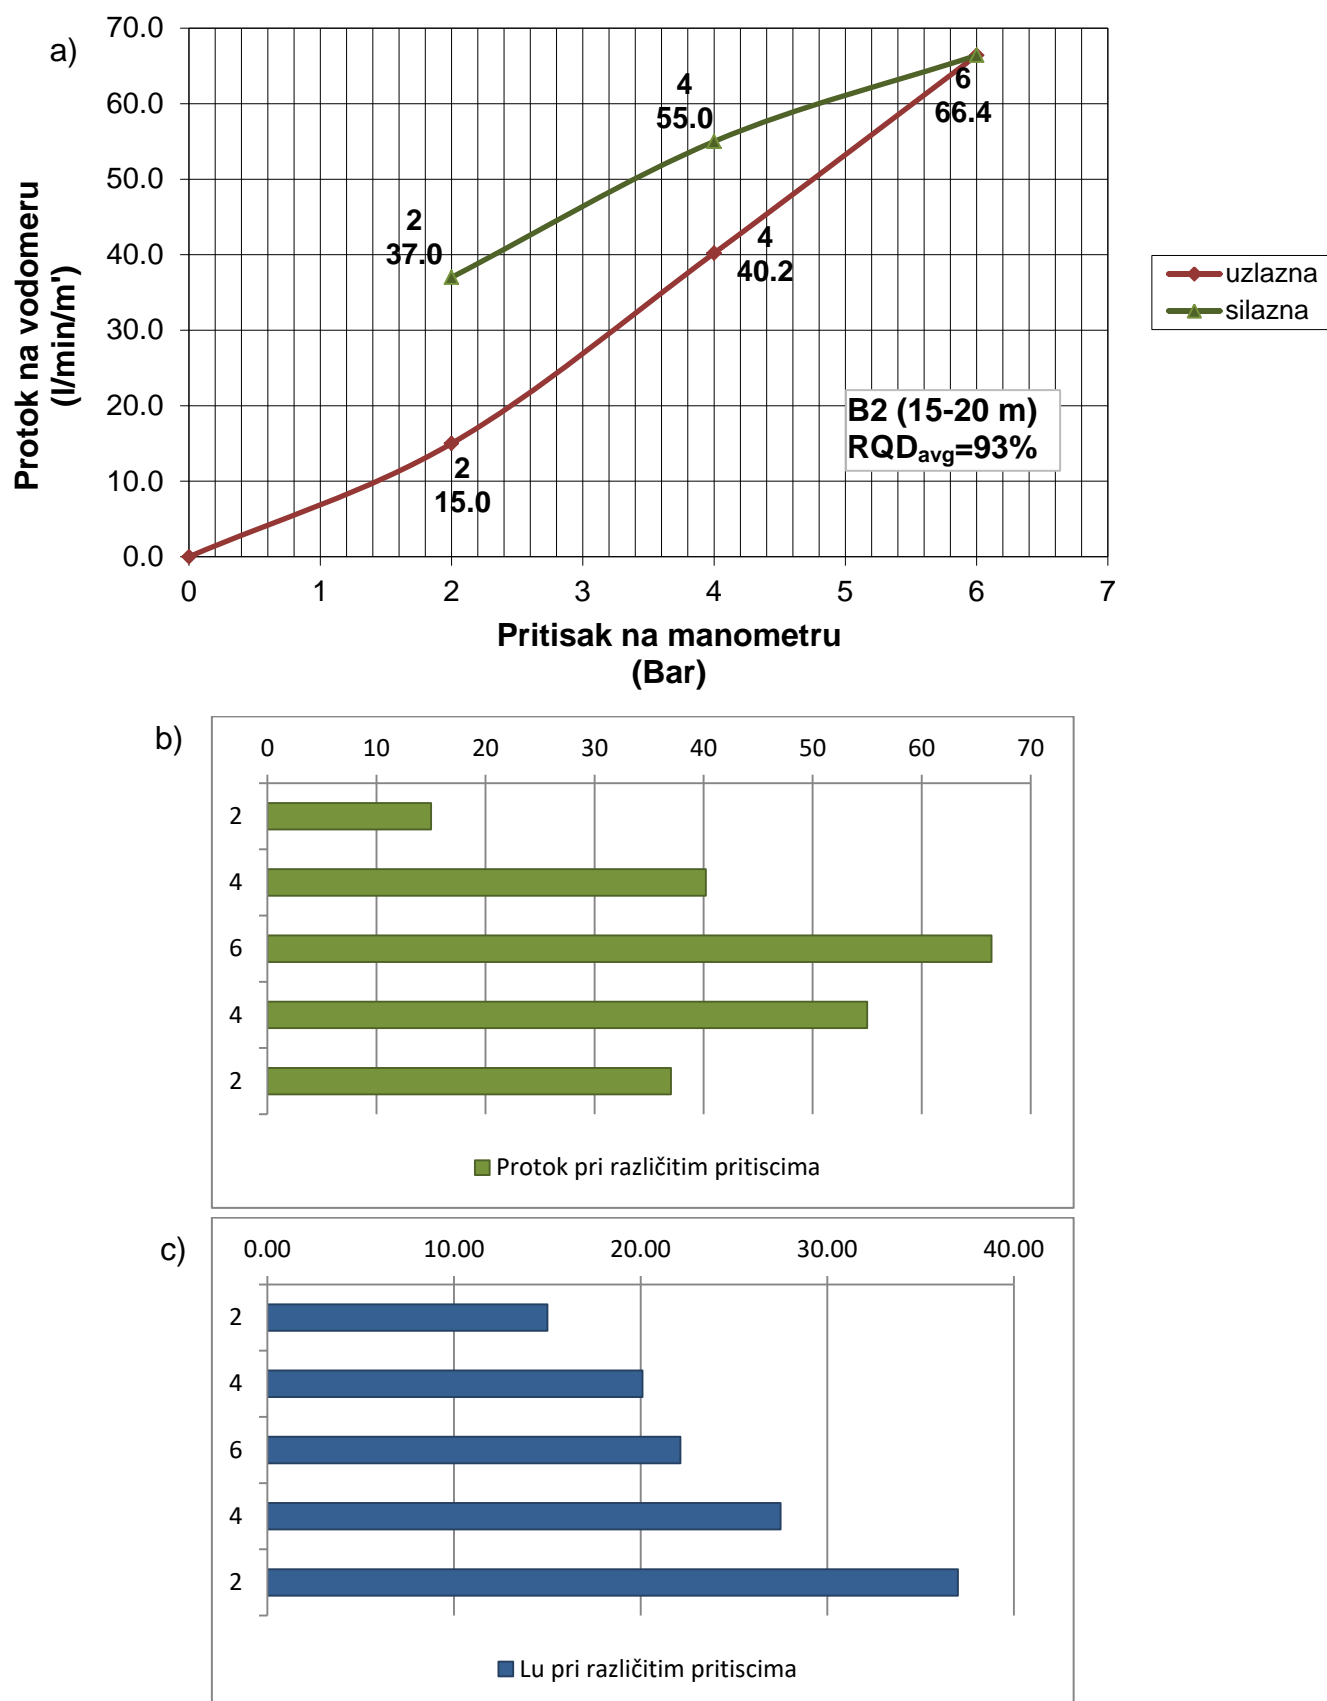 a)
70.0
60.0
50.0
40.0
30.0
20.0
10.0
0.0
Protok na vodomeru
(l/min/m')
4
55.0
6
66.4
2
37.0
4
40.2
2
15.0
B2 (15-20 m)
RQDavg=93%
uzlazna
silazna
0 1 2 3 4 5 6 7
Pritisak na manometru
(Bar)
b)
0 10 20 30 40 50 60 70
2
4
6
4
2
Protok pri različitim pritiscima
c)
0.00 10.00 20.00 30.00 40.00
2
4
6
4
2
Lu pri različitim pritiscima